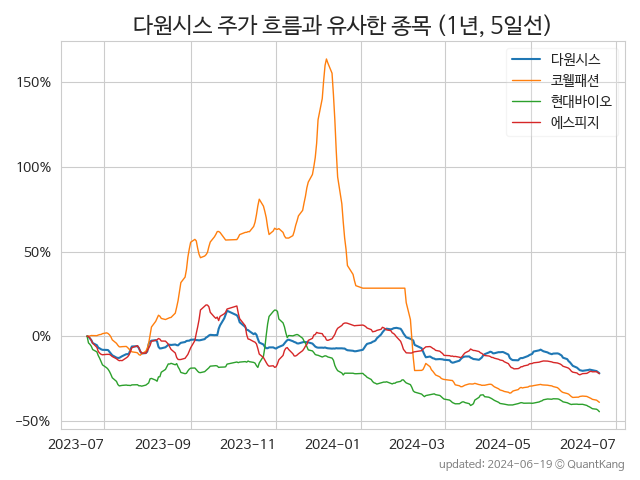 다원시스 주가 흐름과 유사한 종목 (1년, 5일선)
다원시스
코웰패션
현대바이오
에스피지
150%
100%
50%
0%
−50%
2023−07
2023−09
2023−11
2024−01
2024−03
2024−05
2024−07
updated: 2024-06-19 © QuantKang